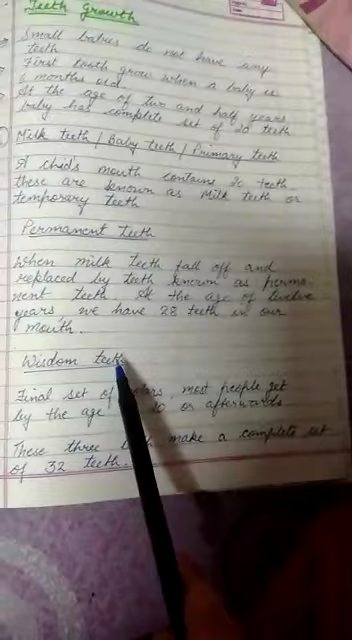 Teeth Growth
Small babies do not have any
teeth
First tooth grow when a baby is
6 months old.
At the age of two and half years
baby has complete set of 20 teeth
Milk teeth / Baby teeth / Primary teeth
A child's mouth contains 20 teeth
these are known as Milk teeth or
temporary teeth
Permanent teeth
When milk teeth fall off and
replaced by teeth known as perma
nent teeth At the age of twelve
years we have 28 teeth in our
mouth.
Wisdom teeth
Final set of most people get
by the age or afterwards
These three make a complete set
of 32 teeth.